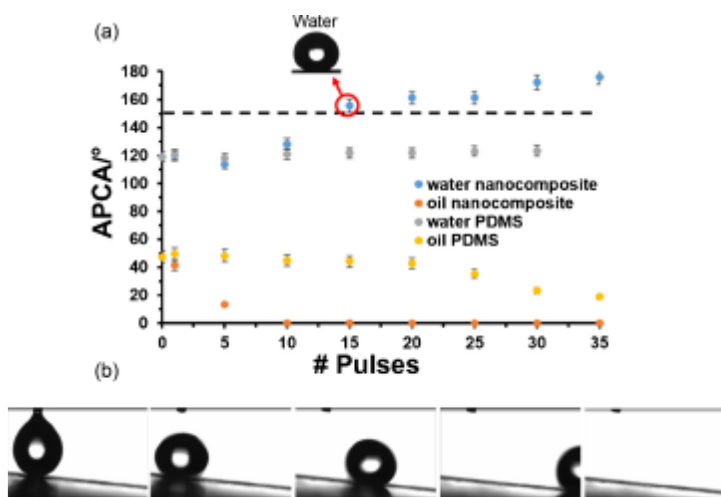 (a)
Water
180
160
140
120
100
80
60
40
20
0
APCA/°
water nanocomposite
oil nanocomposite
water PDMS
oil PDMS
0 5 10 15 20 25 30 35
# Pulses
(b)